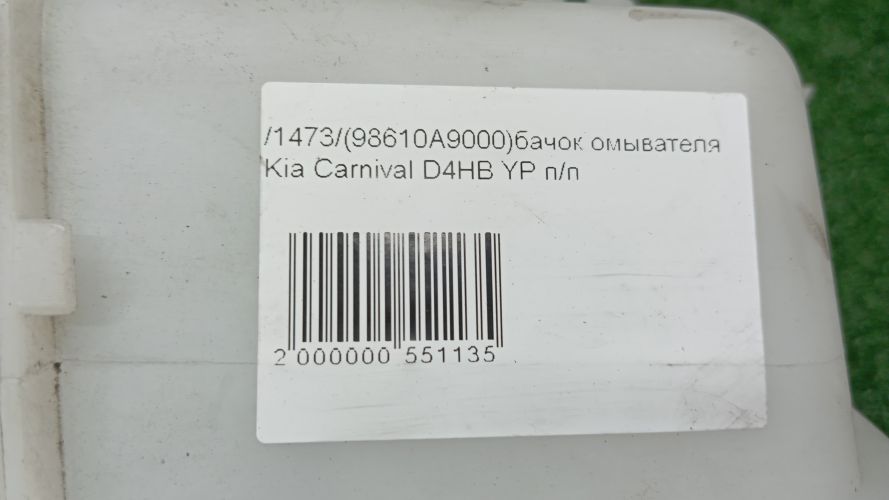 /1473/(98610A9000)бачок омывателя
Kia Carnival D4HB YP п/п
2 000000 551135